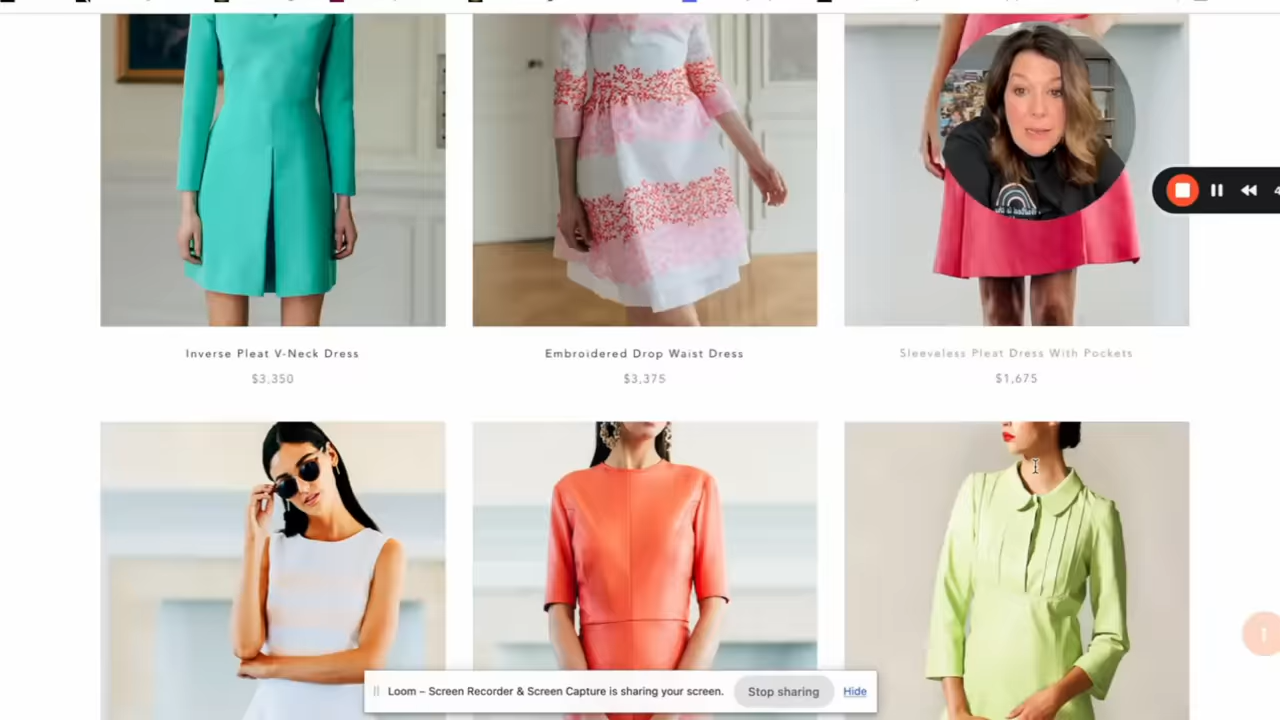 Inverse Pleat V-Neck Dress
$3,350
Embroidered Drop Waist Dress
$3,375
Sleeveless Pleat Dress With Pockets
$1,675
Loom – Screen Recorder & Screen Capture is sharing your screen.
Stop sharing
Hide